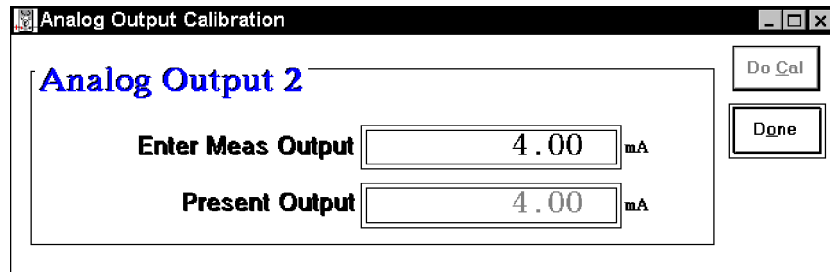 Analog Output Calibration
Analog Output 2
Do Cal
Enter Meas Output 4.00 mA
Done
Present Output 4.00 mA